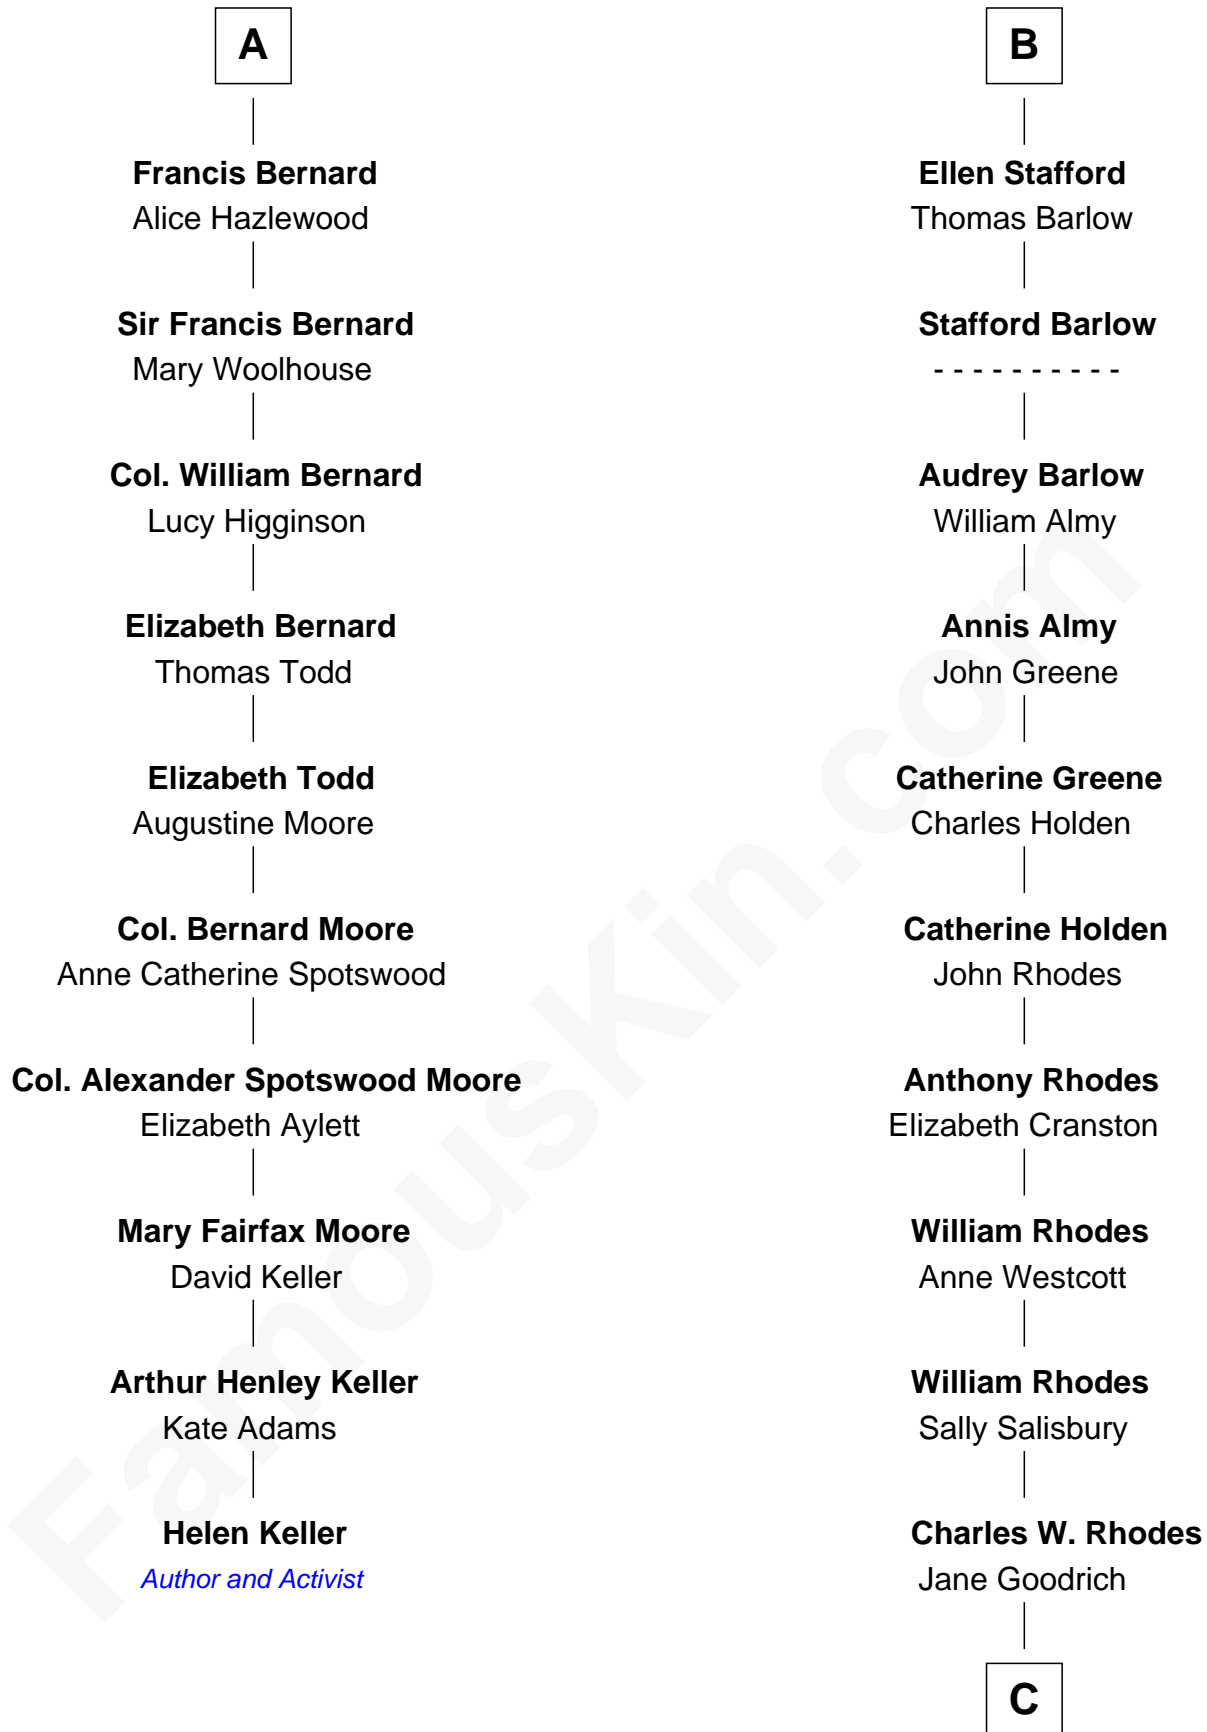 A
Francis Bernard
Alice Hazlewood
Sir Francis Bernard
Mary Woolhouse
Col. William Bernard
Lucy Higginson
Elizabeth Bernard
Thomas Todd
Elizabeth Todd
Augustine Moore
Col. Bernard Moore
Anne Catherine Spotswood
Col. Alexander Spotswood Moore
Elizabeth Aylett
Mary Fairfax Moore
David Keller
Arthur Henley Keller
Kate Adams
Helen Keller
Author and Activist
B
Ellen Stafford
Thomas Barlow
Stafford Barlow
- - - - - - - - - -
Audrey Barlow
William Almy
Annis Almy
John Greene
Catherine Greene
Charles Holden
Catherine Holden
John Rhodes
Anthony Rhodes
Elizabeth Cranston
William Rhodes
Anne Westcott
William Rhodes
Sally Salisbury
Charles W. Rhodes
Jane Goodrich
C
FamousKin.com